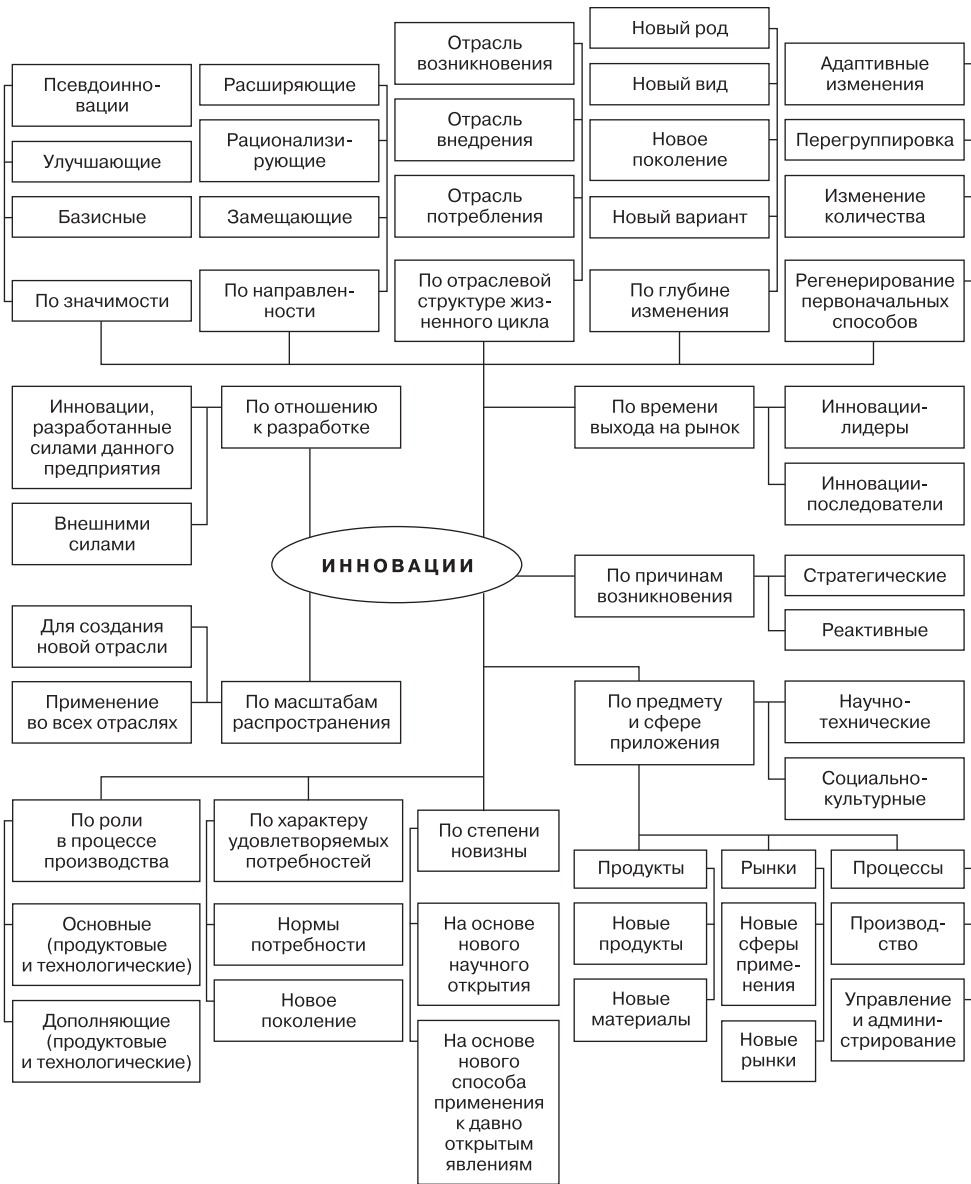 Псевдоинно-
вации
Улучшающие
Базисные
По значимости
Расширяющие
Рационализи-
рующие
Замещающие
По направлен-
ности
Отрасль
возникновения
Отрасль
внедрения
Отрасль
потребления
По отраслевой
структуре жиз-
ненного цикла
Новый род
Новый вид
Новое
поколение
Новый вариант
По глубине
изменения
Адаптивные
изменения
Перегруппировка
Изменение
количества
Регенерирование
первоначальных
способов
Инновации,
разработанные
силами данного
предприятия
Внешними
силами
По отношению
к разработке
По времени
выхода на рынок
Инновации-
лидеры
Инновации-
последователи
ИННОВАЦИИ
По причинам
возникновения
Стратегические
Реактивные
Для создания
новой отрасли
Применение
во всех отраслях
По масштабам
распространения
По предмету
и сфере
приложения
Научно-
технические
Социально-
культурные
По роли
в процессе
производства
Основные
(продуктовые
и технологические)
Дополняющие
(продуктовые
и технологические)
По характеру
удовлетворяемых
потребностей
Нормы
потребности
Новое
поколение
По степени
новизны
На основе
нового
научного
открытия
На основе
нового
способа
применения
к давно
открытым
явлениям
Продукты
Новые
продукты
Новые
материалы
Рынки
Новые
сферы
приме-
нения
Новые
рынки
Процессы
Производ-
ство
Управление
и админи-
стрирование